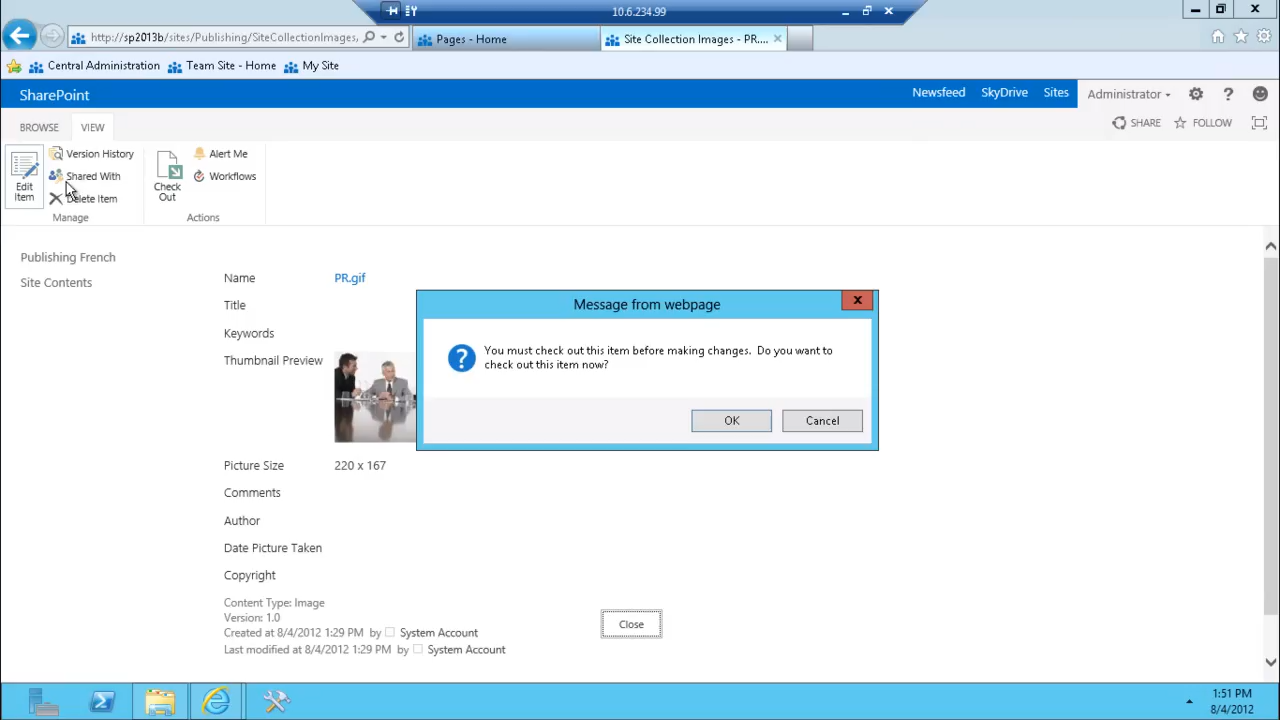 10.6.234.99
http://sp2013b/sites/Publishing/SiteCollectionImages,
Pages - Home
Site Collection Images - PR....
Central Administration
Team Site - Home
My Site
SharePoint
Newsfeed
SkyDrive
Sites
Administrator
BROWSE
VIEW
SHARE
FOLLOW
Edit
Item
Version History
Shared With
Delete Item
Manage
Check
Out
Alert Me
Workflows
Actions
Publishing French
Site Contents
Name PR.gif
Title
Keywords
Thumbnail Preview
Picture Size 220 x 167
Comments
Author
Date Picture Taken
Copyright
Content Type: Image
Version: 1.0
Created at 8/4/2012 1:29 PM by System Account
Last modified at 8/4/2012 1:29 PM by System Account
Close
Message from webpage
You must check out this item before making changes. Do you want to
check out this item now?
OK
Cancel
1:51 PM
8/4/2012